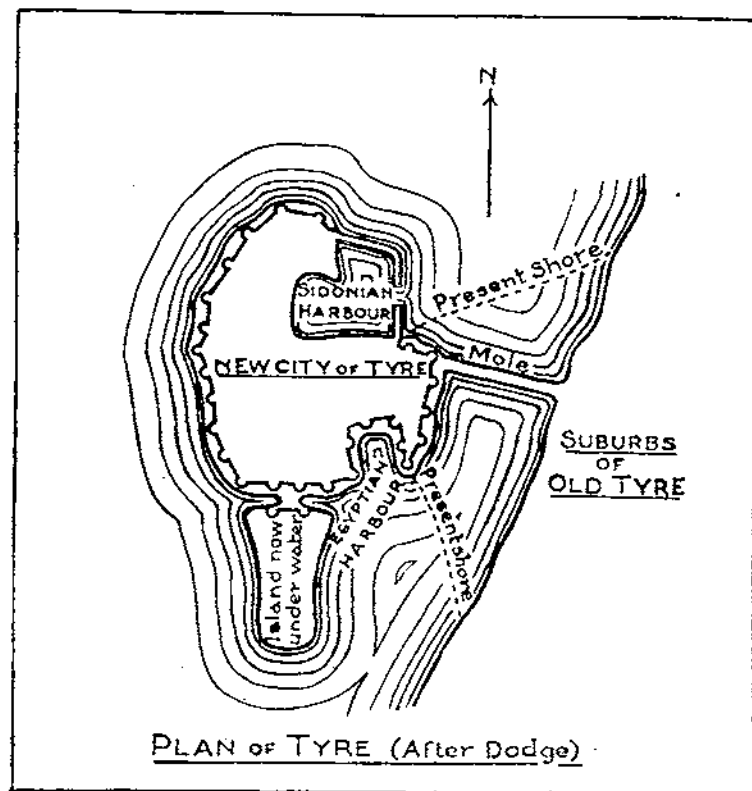 N
Present Shore
SIDONIAN
HARBOUR
Mole
NEW CITY OF TYRE
SUBURBS
OF
OLD TYRE
EGYPTIAN
HARBOUR
Present shore
Island now
under water
PLAN OF TYRE (After Dodge)